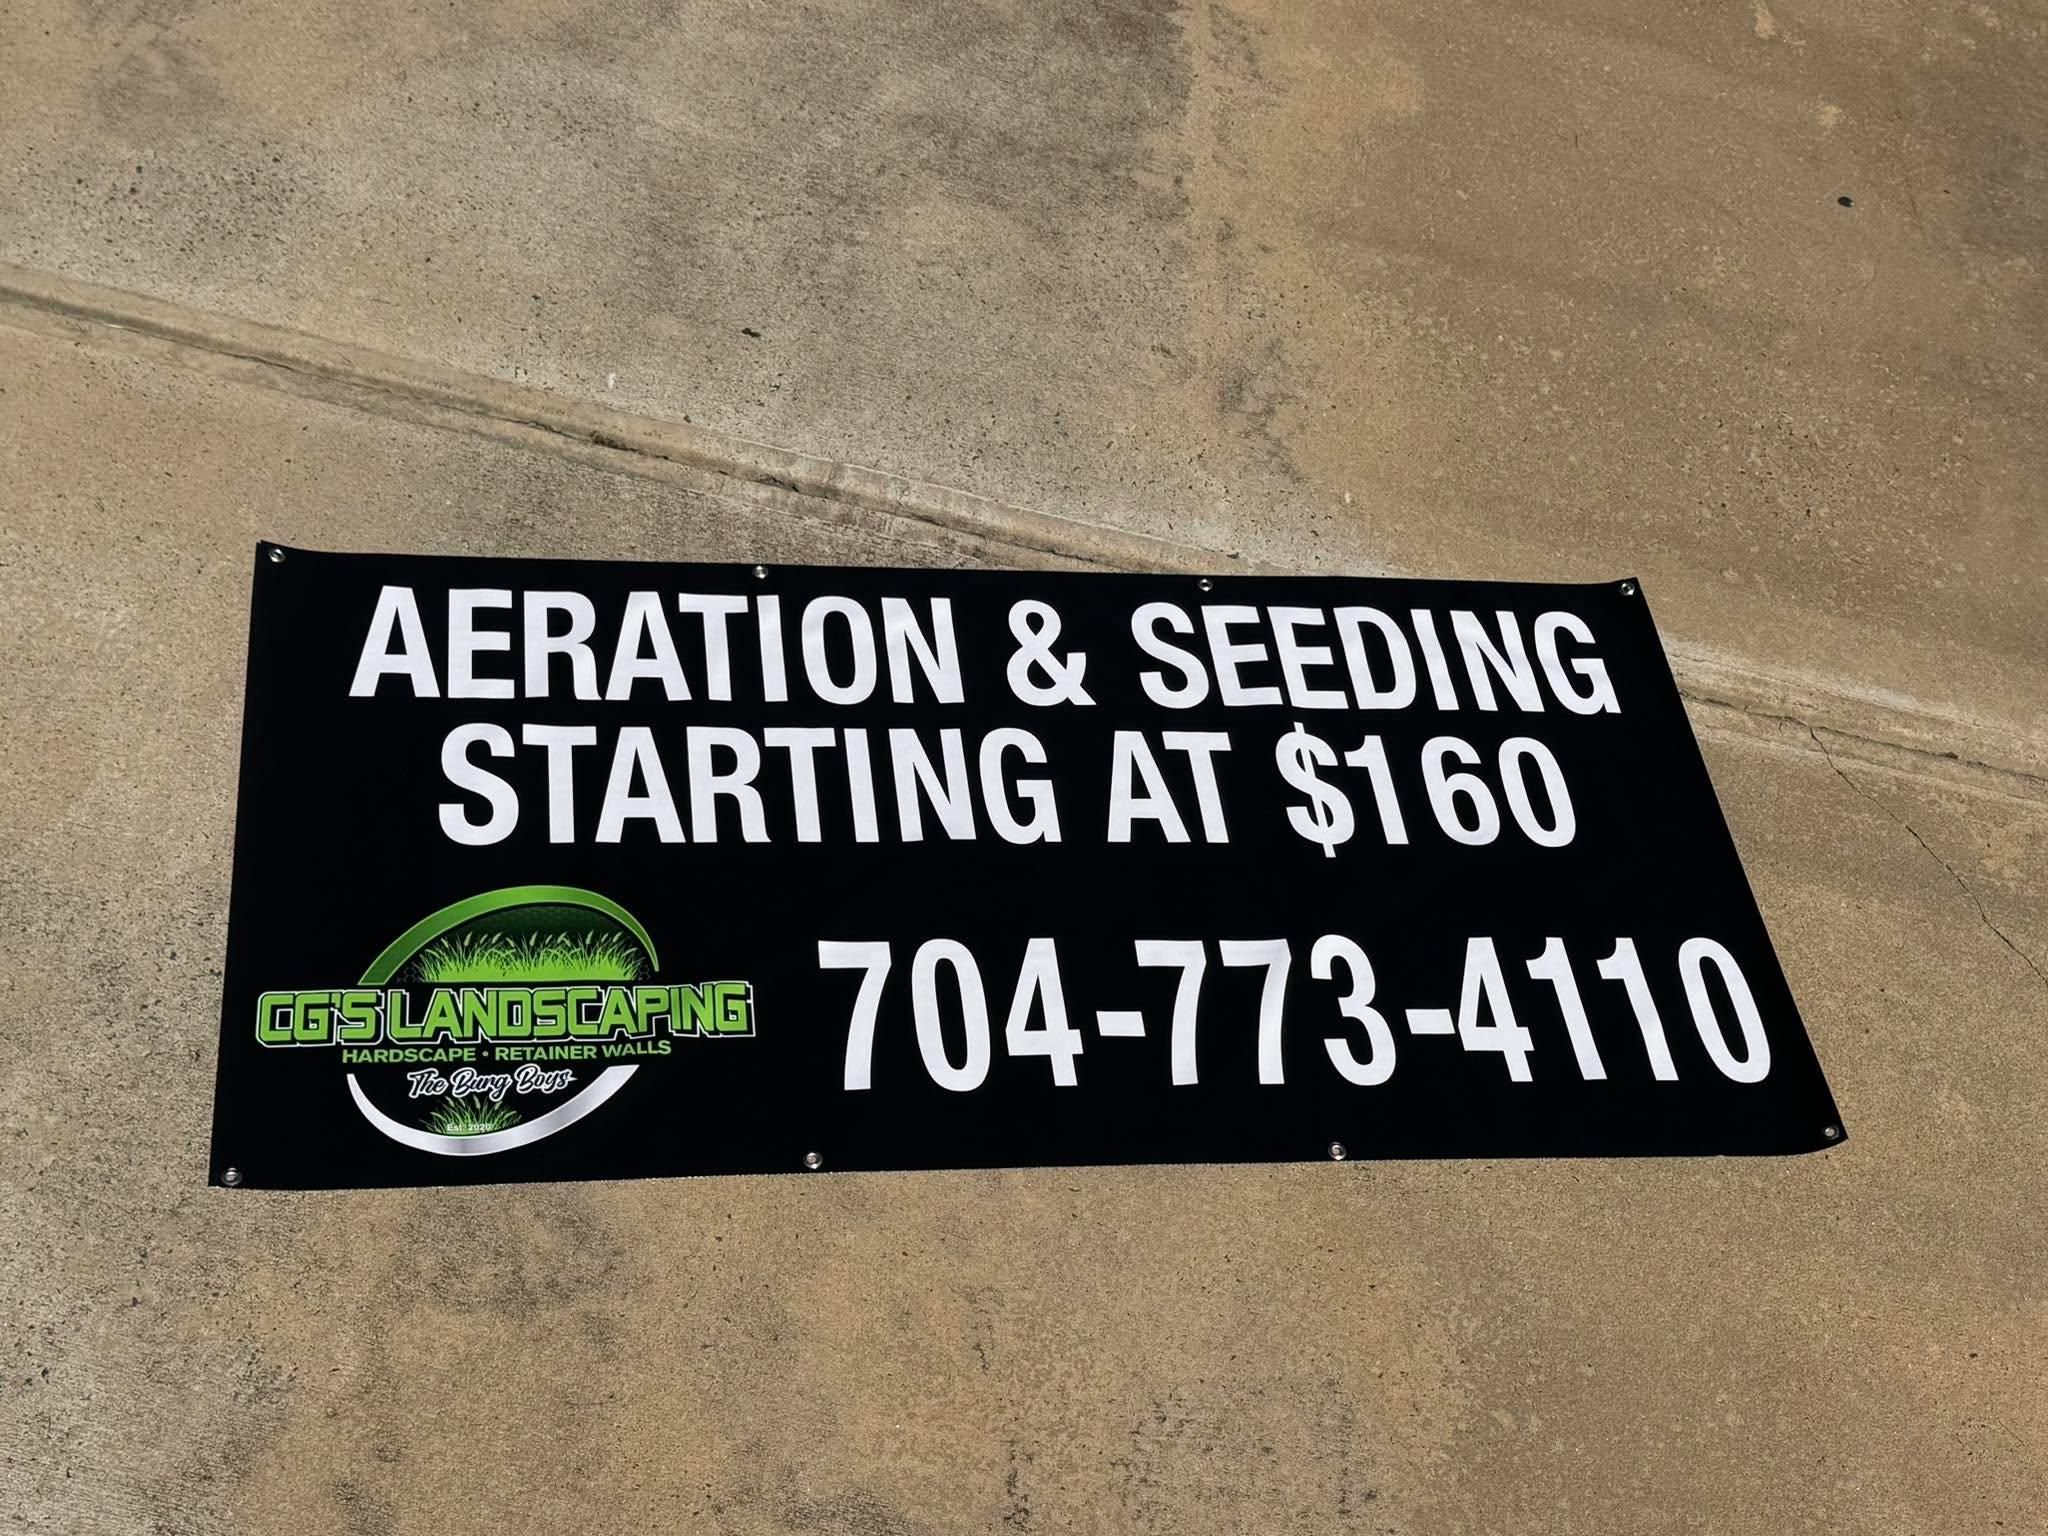 AERATION & SEEDING
STARTING AT $160
704-773-4110
CG'S LANDSCAPING
HARDSCAPE • RETAINER WALLS
The Burg Boys
Est. 2020